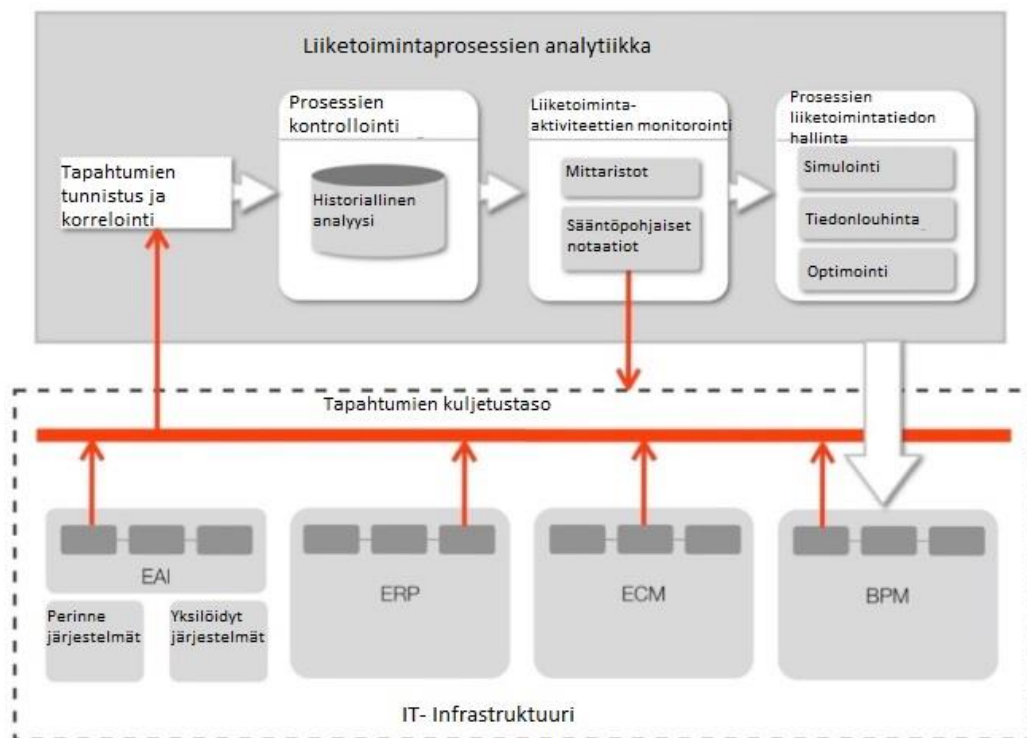 Liiketoimintaprosessien analytiikka
Tapahtumien
tunnistus ja
korrelointi
Prosessien
kontrollointi
Historiallinen
analyysi
Liiketoiminta-
aktiviteettien monitorointi
Mittaristot
Sääntöpohjaiset
notaatiot
Prosessien
liiketoimintatiedon
hallinta
Simulointi
Tiedonlouhinta
Optimointi
Tapahtumien kuljetustaso
EAI
Perinne
järjestelmät
Yksilöidyt
järjestelmät
ERP
ECM
BPM
IT- Infrastruktuuri